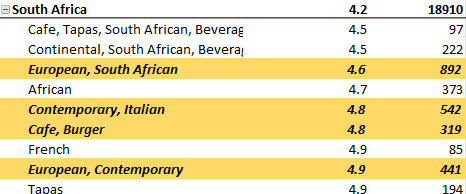 South Africa 4.2 18910
Cafe, Tapas, South African, Beverag 4.5 97
Continental, South African, Beverag 4.5 222
European, South African 4.6 892
African 4.7 373
Contemporary, Italian 4.8 542
Cafe, Burger 4.8 319
French 4.9 85
European, Contemporary 4.9 441
Tapas 4.9 194